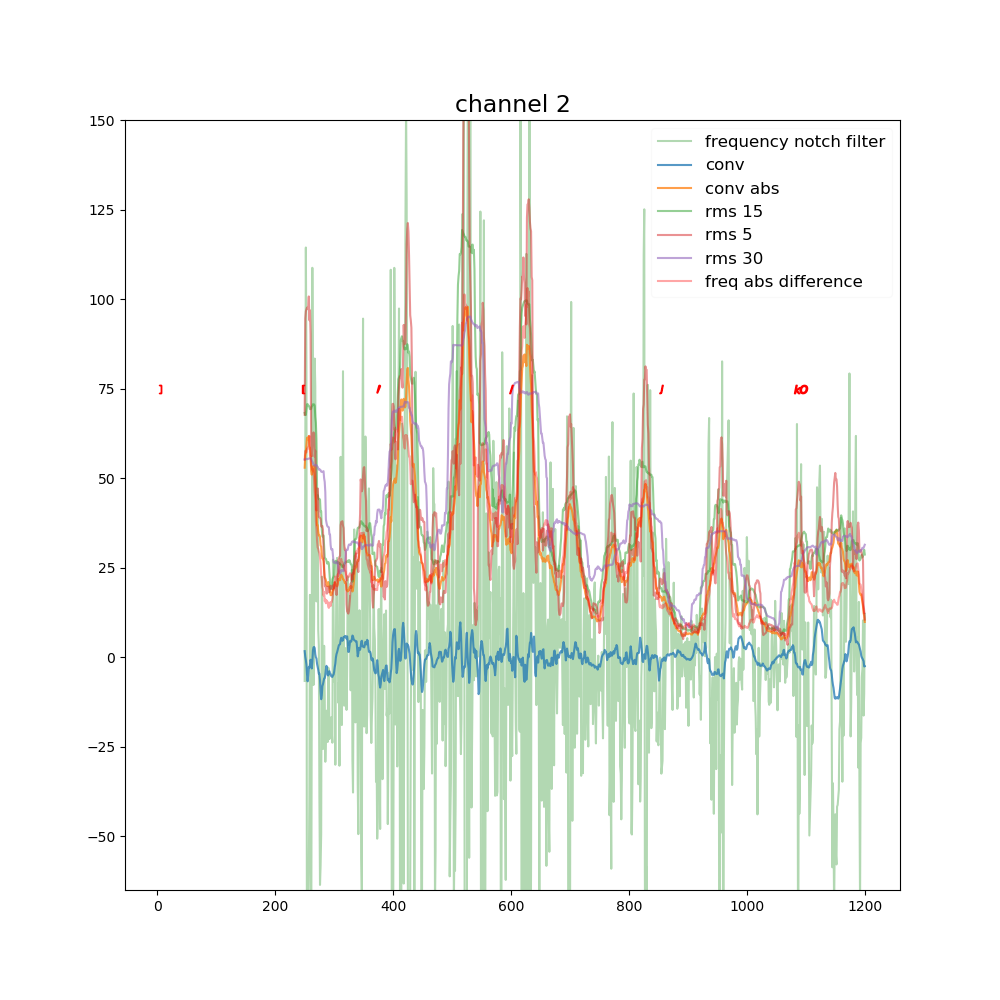 channel 2
150
125
100
75
50
25
0
−25
−50
frequency notch filter
conv
conv abs
rms 15
rms 5
rms 30
freq abs difference
0 200 400 600 800 1000 1200